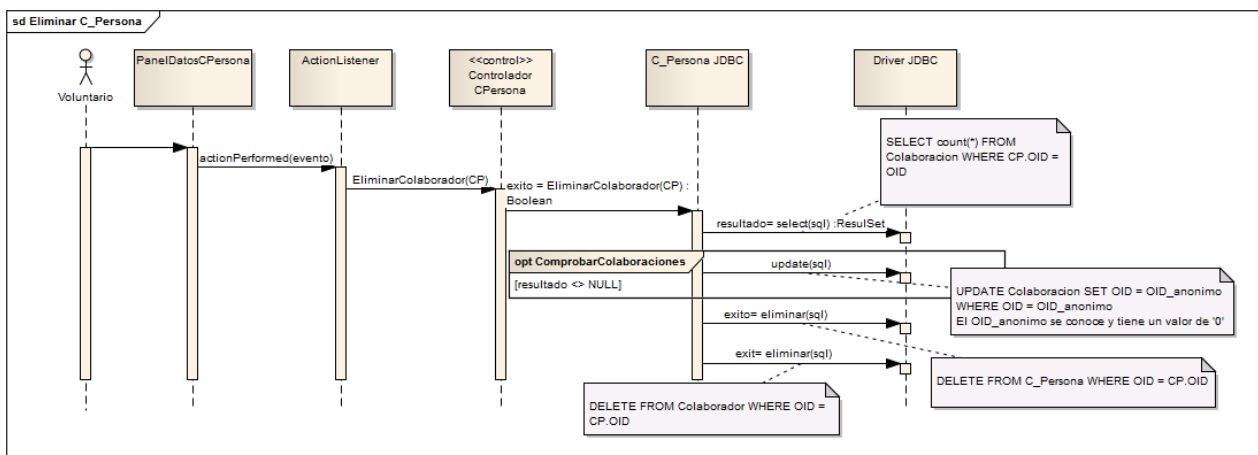 sd Eliminar C_Persona
Voluntario
PanelDatosCPersona
ActionListener
<<control>>
Controlador
CPersona
C_Persona JDBC
Driver JDBC
SELECT count(*) FROM
Colaboracion WHERE CP.OID =
OID
actionPerformed(evento)
EliminarColaborador(CP)
exito = EliminarColaborador(CP) :
Boolean
resultado= select(sql) :ResulSet
opt ComprobarColaboraciones
[resultado <> NULL]
update(sql)
UPDATE Colaboracion SET OID = OID_anonimo
WHERE OID = OID_anonimo
El OID_anonimo se conoce y tiene un valor de '0'
exito= eliminar(sql)
exit= eliminar(sql)
DELETE FROM C_Persona WHERE OID = CP.OID
DELETE FROM Colaborador WHERE OID =
CP.OID